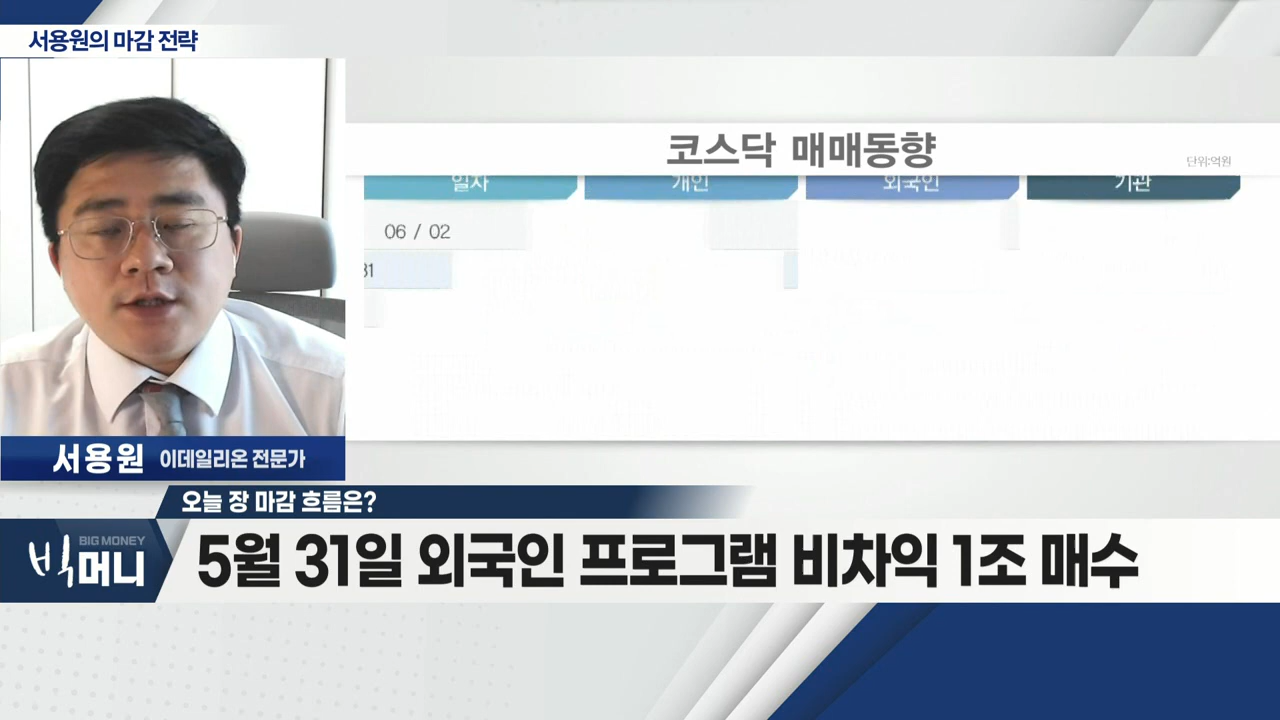 서용원의 마감 전략
코스닥 매매동향
단위:억원
일자 개인 외국인 기관
06 / 02
31
서용원 이데일리온 전문가
오늘 장 마감 흐름은?
BIG MONEY
빅머니
5월 31일 외국인 프로그램 비차익 1조 매수